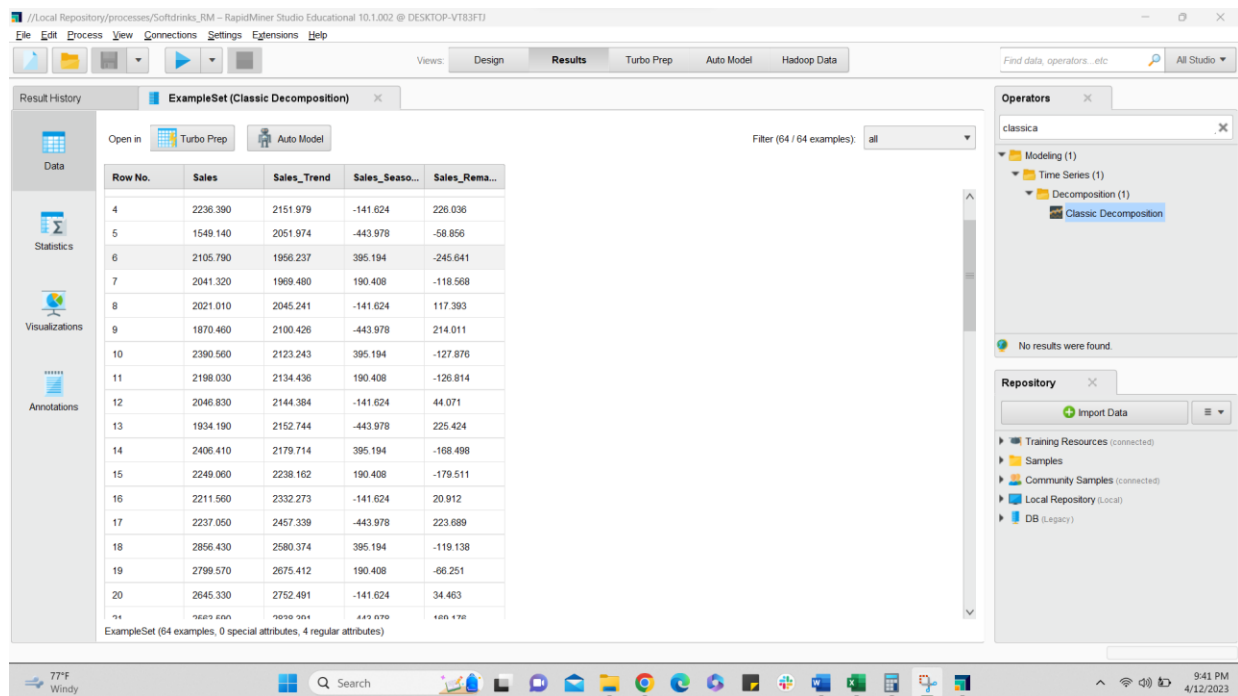 //Local Repository/processes/Softdrinks_RM – RapidMiner Studio Educational 10.1.002 @ DESKTOP-VT83FTJ
File Edit Process View Connections Settings Extensions Help
Views: Design Results Turbo Prep Auto Model Hadoop Data Find data, operators...etc All Studio
Result History ExampleSet (Classic Decomposition)
Open in Turbo Prep Auto Model Filter (64 / 64 examples): all
Data
Statistics
Visualizations
Annotations
Row No. Sales Sales_Trend Sales_Seaso... Sales_Rema...
4 2236.390 2151.979 -141.624 226.036
5 1549.140 2051.974 -443.978 -58.856
6 2105.790 1956.237 395.194 -245.641
7 2041.320 1969.480 190.408 -118.568
8 2021.010 2045.241 -141.624 117.393
9 1870.460 2100.426 -443.978 214.011
10 2390.560 2123.243 395.194 -127.876
11 2198.030 2134.436 190.408 -126.814
12 2046.830 2144.384 -141.624 44.071
13 1934.190 2152.744 -443.978 225.424
14 2406.410 2179.714 395.194 -168.498
15 2249.060 2238.162 190.408 -179.511
16 2211.560 2332.273 -141.624 20.912
17 2237.050 2457.339 -443.978 223.689
18 2856.430 2580.374 395.194 -119.138
19 2799.570 2675.412 190.408 -66.251
20 2645.330 2752.491 -141.624 34.463
ExampleSet (64 examples, 0 special attributes, 4 regular attributes)
Operators
classica
Modeling (1)
Time Series (1)
Decomposition (1)
Classic Decomposition
No results were found.
Repository
Import Data
Training Resources (connected)
Samples
Community Samples (connected)
Local Repository (Local)
DB (Legacy)
77°F
Windy
Search
9:41 PM
4/12/2023